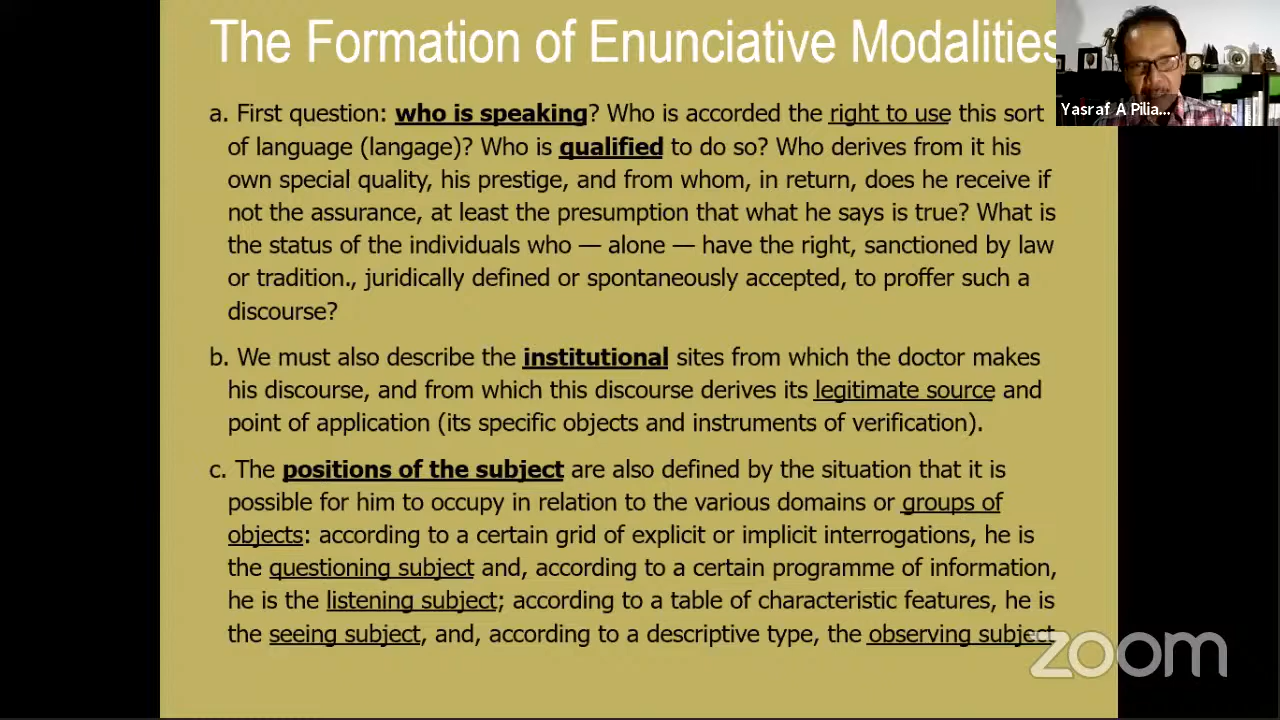 The Formation of Enunciative Modalities
Yasraf A Pilia...
a. First question: who is speaking? Who is accorded the right to use this sort
of language (langage)? Who is qualified to do so? Who derives from it his
own special quality, his prestige, and from whom, in return, does he receive if
not the assurance, at least the presumption that what he says is true? What is
the status of the individuals who — alone — have the right, sanctioned by law
or tradition., juridically defined or spontaneously accepted, to proffer such a
discourse?
b. We must also describe the institutional sites from which the doctor makes
his discourse, and from which this discourse derives its legitimate source and
point of application (its specific objects and instruments of verification).
c. The positions of the subject are also defined by the situation that it is
possible for him to occupy in relation to the various domains or groups of
objects: according to a certain grid of explicit or implicit interrogations, he is
the questioning subject and, according to a certain programme of information,
he is the listening subject; according to a table of characteristic features, he is
the seeing subject, and, according to a descriptive type, the observing subject
zoom